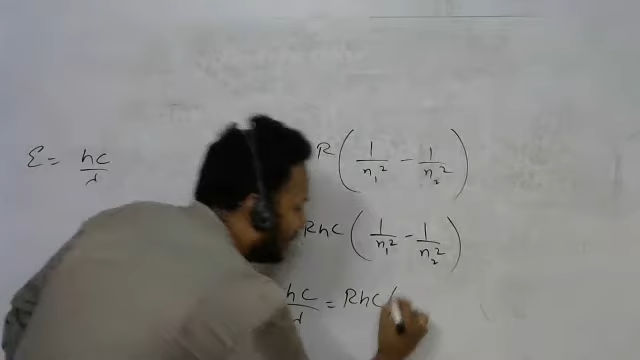 ε = hc/λ
R (1/n₁² - 1/n₂²)
Rhc (1/n₁² - 1/n₂²)
hc/λ = Rhc (